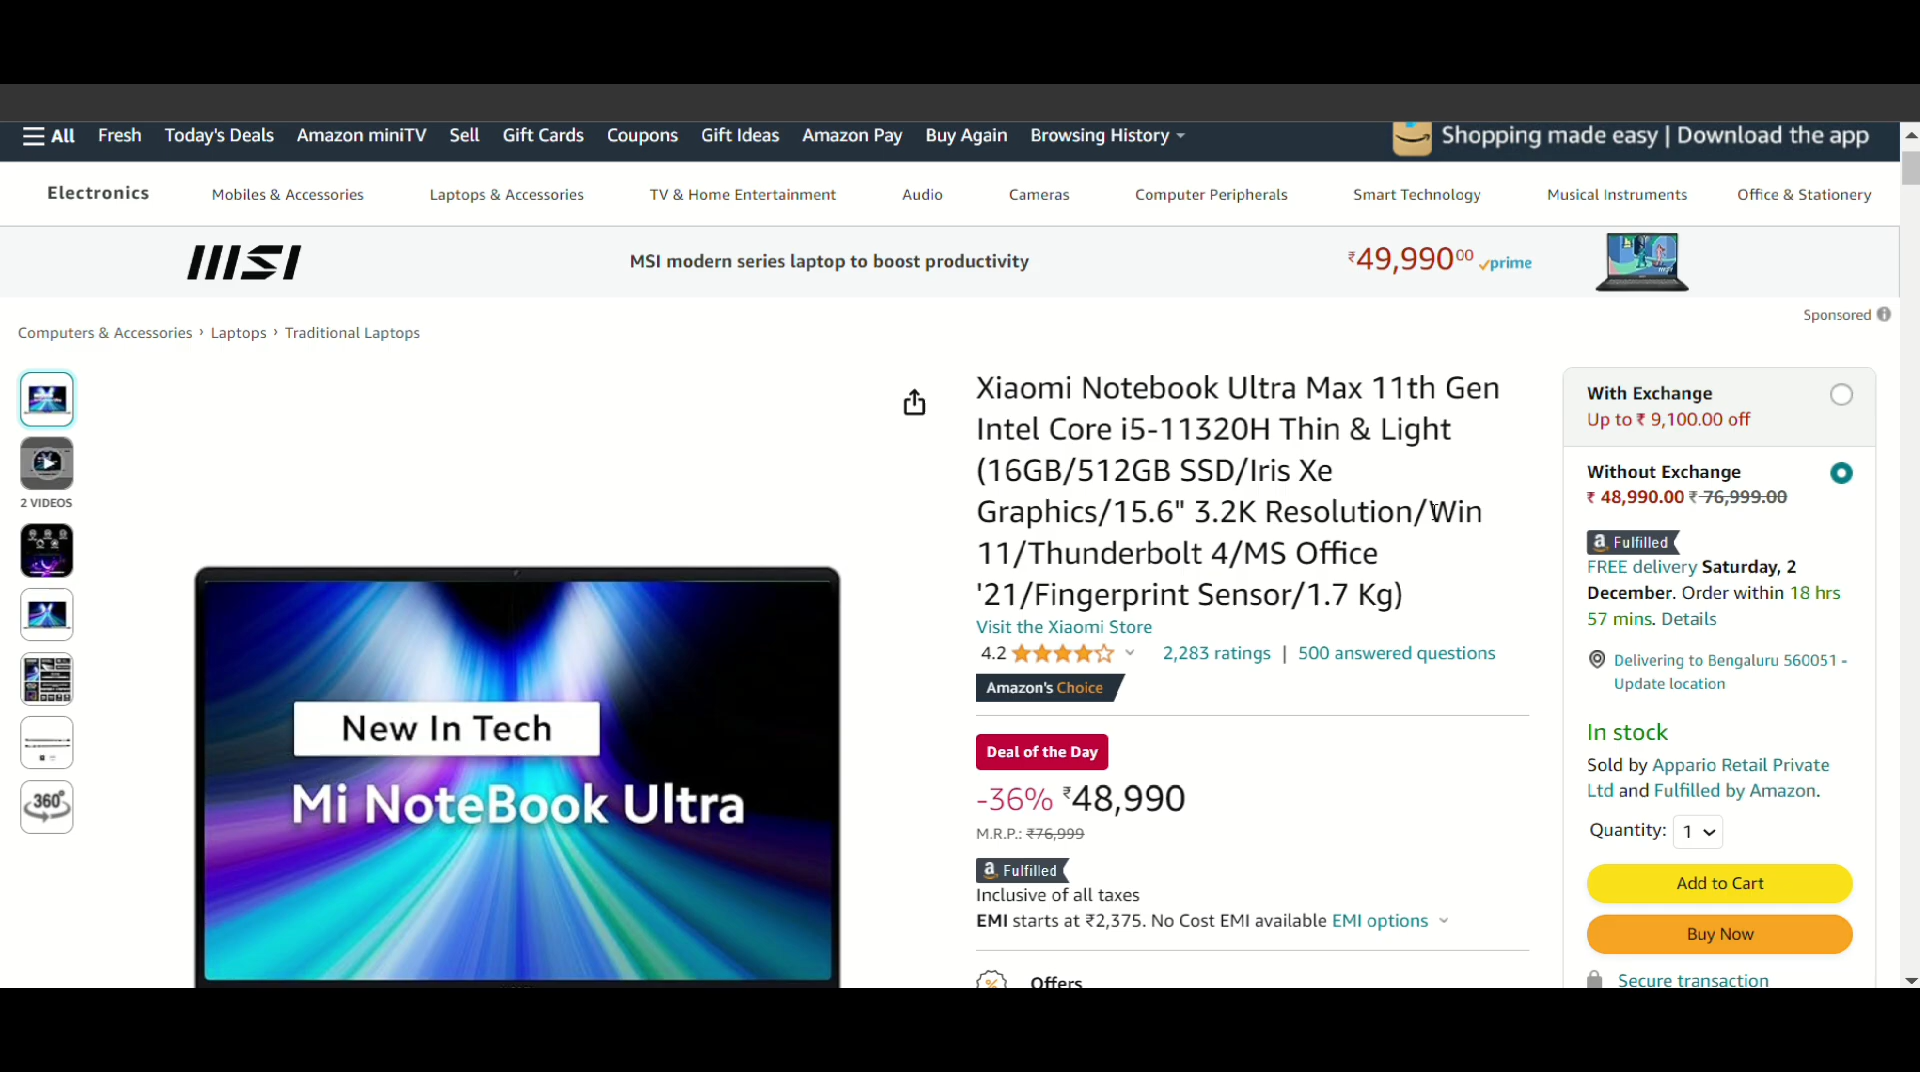 All Fresh Today's Deals Amazon miniTV Sell Gift Cards Coupons Gift Ideas Amazon Pay Buy Again Browsing History Shopping made easy | Download the app
Electronics Mobiles & Accessories Laptops & Accessories TV & Home Entertainment Audio Cameras Computer Peripherals Smart Technology Musical Instruments Office & Stationery
msi MSI modern series laptop to boost productivity ₹49,990⁰⁰ prime
Sponsored
Computers & Accessories › Laptops › Traditional Laptops
2 VIDEOS
360°
New In Tech
Mi NoteBook Ultra
Xiaomi Notebook Ultra Max 11th Gen
Intel Core i5-11320H Thin & Light
(16GB/512GB SSD/Iris Xe
Graphics/15.6" 3.2K Resolution/Win
11/Thunderbolt 4/MS Office
'21/Fingerprint Sensor/1.7 Kg)
Visit the Xiaomi Store
4.2 2,283 ratings | 500 answered questions
Amazon's Choice
Deal of the Day
-36% ₹48,990
M.R.P.: ₹76,999
a Fulfilled
Inclusive of all taxes
EMI starts at ₹2,375. No Cost EMI available EMI options
Offers
With Exchange
Up to ₹ 9,100.00 off
Without Exchange
₹ 48,990.00 ₹ 76,999.00
a Fulfilled
FREE delivery Saturday, 2
December. Order within 18 hrs
57 mins. Details
Delivering to Bengaluru 560051 -
Update location
In stock
Sold by Appario Retail Private
Ltd and Fulfilled by Amazon.
Quantity: 1
Add to Cart
Buy Now
Secure transaction